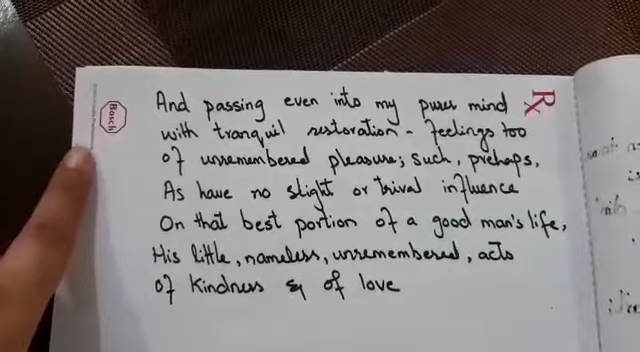 Bosch
And passing even into my purer mind
with tranquil restoration - feelings too
of unremembered pleasure; such, prehaps,
As have no slight or trival influence
On that best portion of a good man's life,
His little, nameless, unremembered, acts
of kindness & of love
Rx